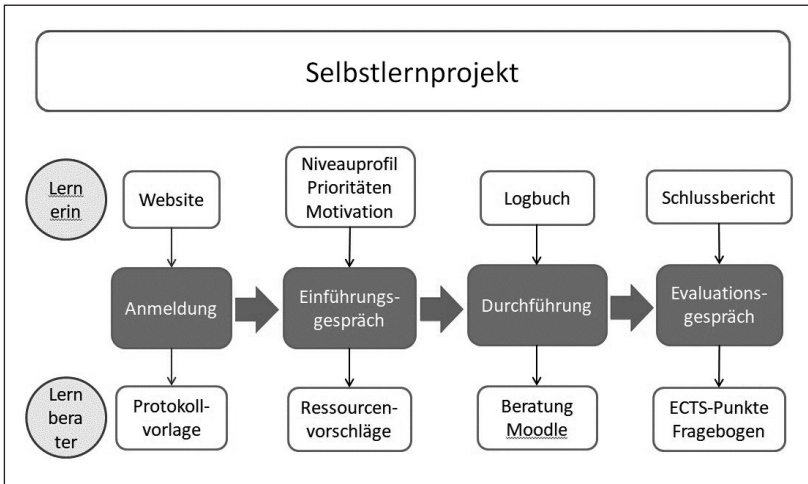 Selbstlernprojekt
Lern
erin
Website
Niveauprofil
Prioritäten
Motivation
Logbuch
Schlussbericht
Anmeldung
Einführungs-
gespräch
Durchführung
Evaluations-
gespräch
Lern
bera
ter
Protokoll-
vorlage
Ressourcen-
vorschläge
Beratung
Moodle
ECTS-Punkte
Fragebogen